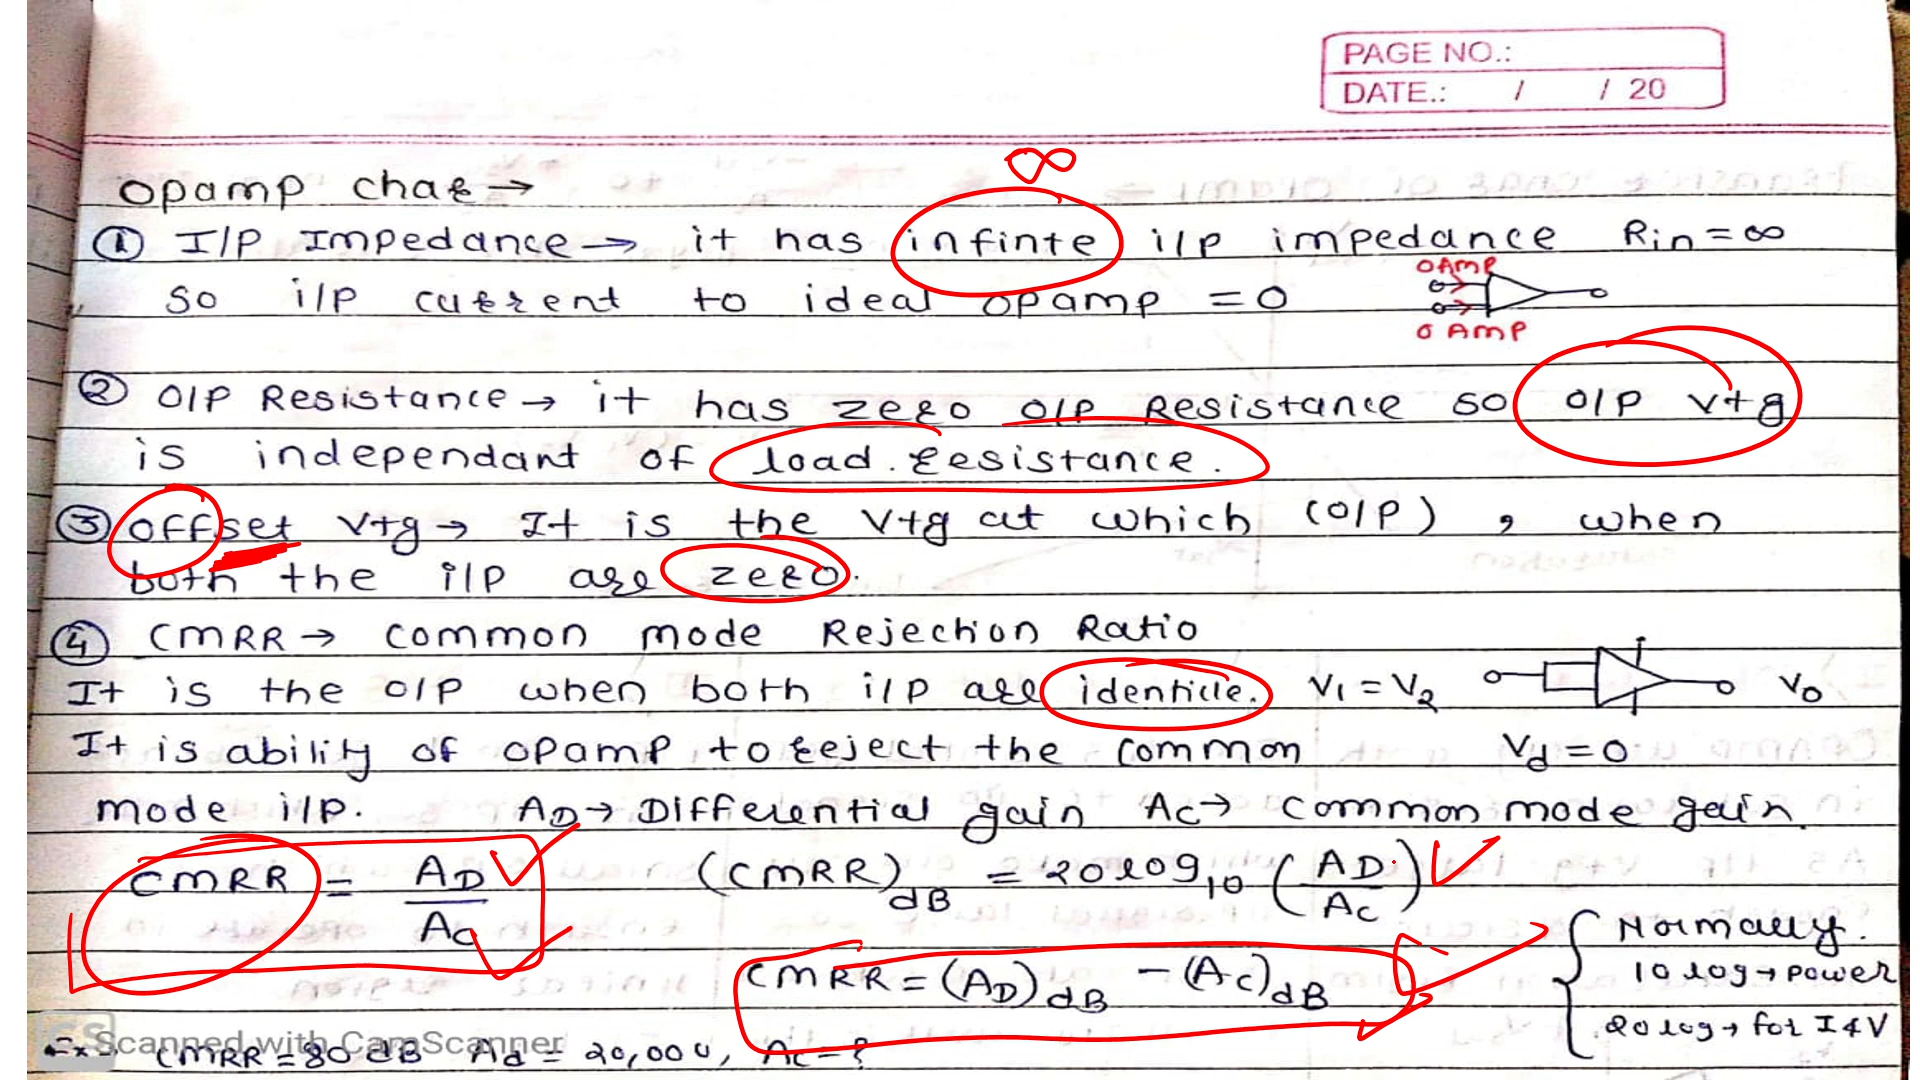 PAGE NO.:
DATE.: / / 20
∞
opamp char →
① I/P Impedance → it has infinte i/p impedance Rin = ∞
so i/p current to ideal opamp = 0
0 Amp
0 Amp
② O/P Resistance → it has zero o/p Resistance so o/p vtg
is independant of load resistance.
③ offset vtg → It is the vtg at which (o/p), when
both the i/p are zero.
④ CMRR → common mode Rejection Ratio
It is the o/p when both i/p are identicle. V1 = V2 Vo
It is ability of opamp to reject the common Vd = 0
mode i/p. AD → Differential gain Ac → common mode gain.
CMRR = AD / Ac (CMRR)dB = 20 log10 (AD / Ac)
CMRR = (AD)dB - (Ac)dB
Normally.
10 log → power
20 log → for I & V
Scanned with CamScanner
Ex → CMRR = 80 dB Ad = 20,000, Ac = ?